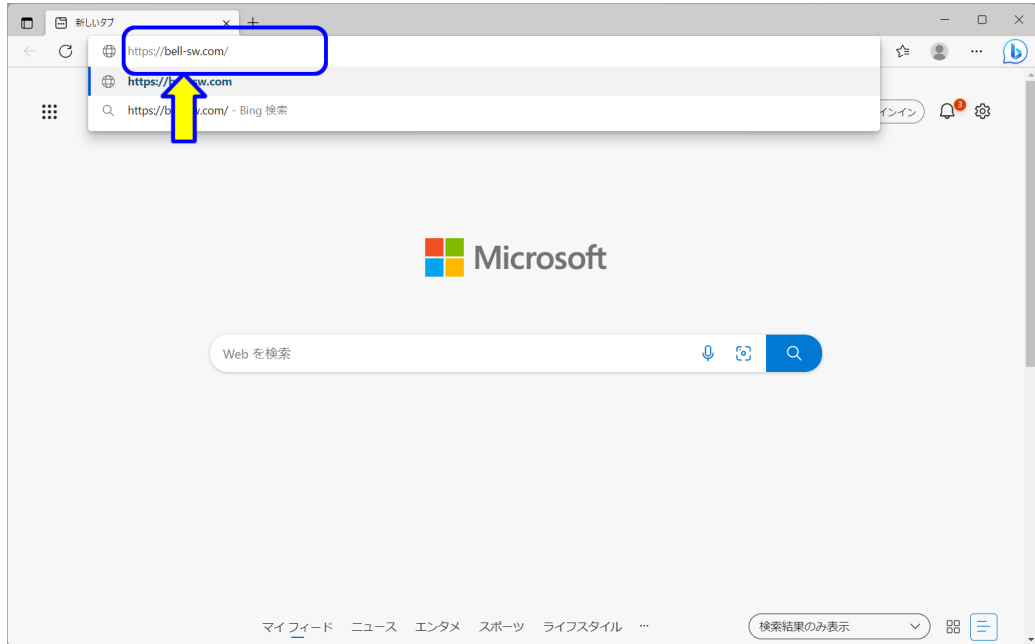 新しいタブ
https://bell-sw.com/
https://bell-sw.com
https://bell-sw.com/ - Bing 検索
インイン
3
Microsoft
Web を検索
マイ フィード ニュース エンタメ スポーツ ライフスタイル ...
検索結果のみ表示